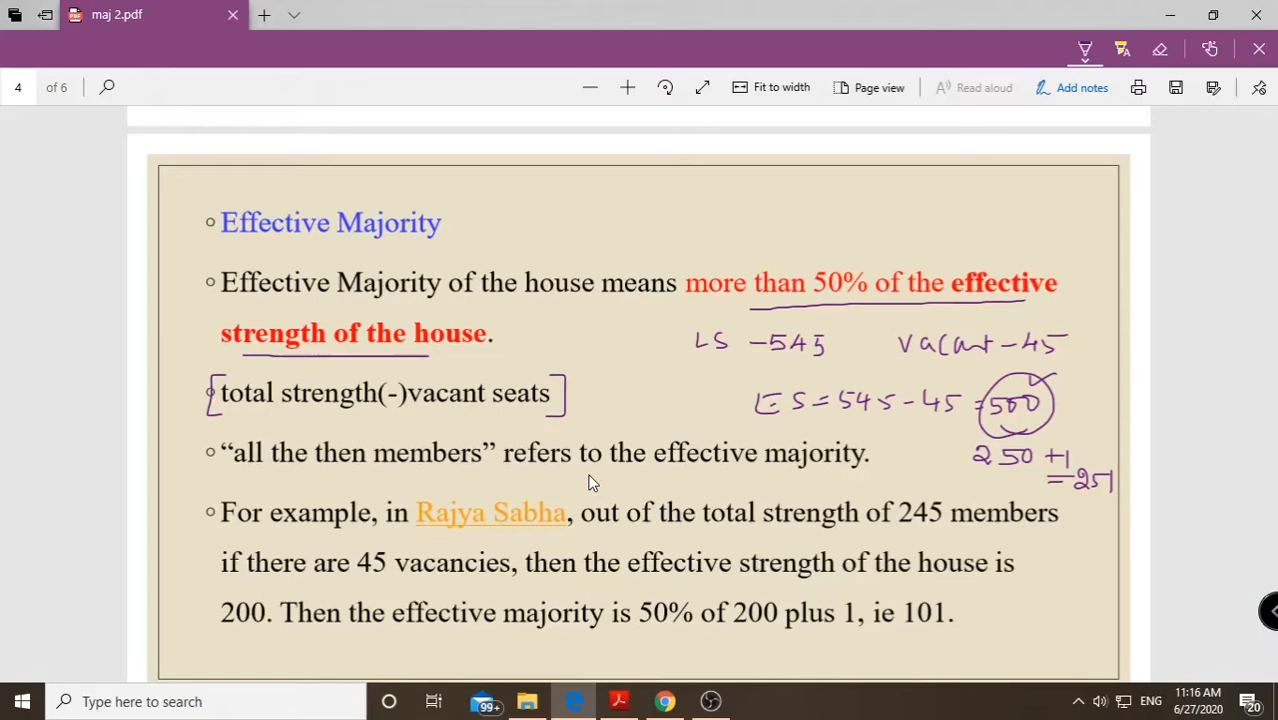 maj 2.pdf
4 of 6
Fit to width
Page view
Read aloud
Add notes
Effective Majority
Effective Majority of the house means more than 50% of the effective
strength of the house.
LS - 545 vacant - 45
[total strength(-)vacant seats]
ES = 545 - 45 = 500
“all the then members” refers to the effective majority.
250 +1
= 251
For example, in Rajya Sabha, out of the total strength of 245 members
if there are 45 vacancies, then the effective strength of the house is
200. Then the effective majority is 50% of 200 plus 1, ie 101.
Type here to search
99+
ENG
11:16 AM
6/27/2020
20